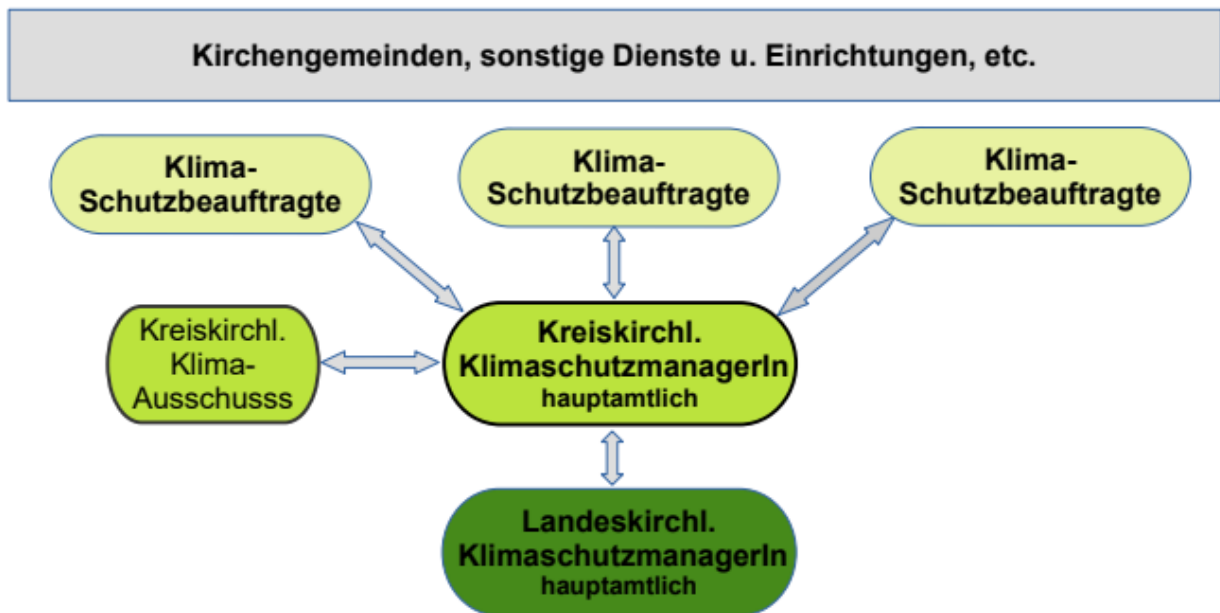 Kirchengemeinden, sonstige Dienste u. Einrichtungen, etc.
Klima-
Schutzbeauftragte
Klima-
Schutzbeauftragte
Klima-
Schutzbeauftragte
Kreiskirchl.
Klima-
Ausschusss
Kreiskirchl.
KlimaschutzmanagerIn
hauptamtlich
Landeskirchl.
KlimaschutzmanagerIn
hauptamtlich